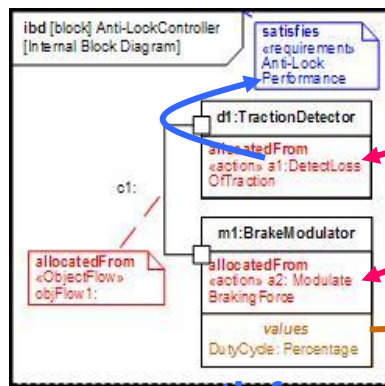 ibd [block] Anti-LockController
[Internal Block Diagram]
satisfies
«requirement»
Anti-Lock
Performance
d1:TractionDetector
allocatedFrom
«action» a1:DetectLoss
OfTraction
c1:
m1:BrakeModulator
allocatedFrom
«action» a2: Modulate
BrakingForce
allocatedFrom
«ObjectFlow»
objFlow1:
values
DutyCycle: Percentage